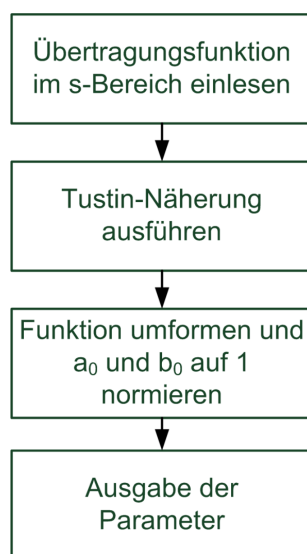 Übertragungsfunktion
im s-Bereich einlesen
Tustin-Näherung
ausführen
Funktion umformen und
a₀ und b₀ auf 1
normieren
Ausgabe der
Parameter